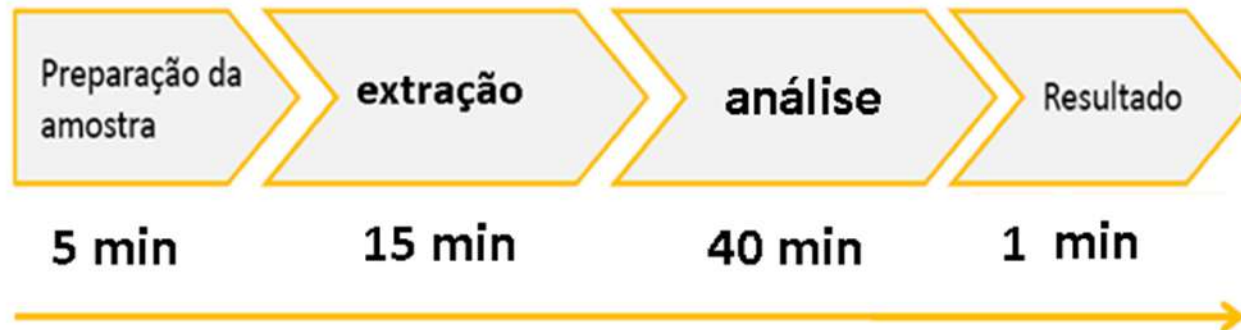 Preparação da
amostra
extração
análise
Resultado
5 min
15 min
40 min
1 min